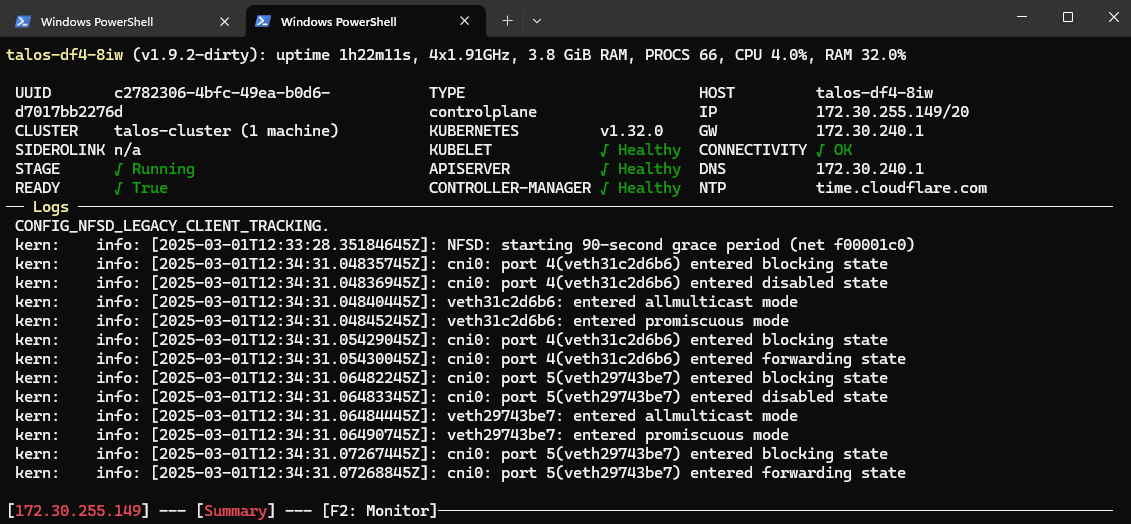 Windows PowerShell
Windows PowerShell
talos-df4-8iw (v1.9.2-dirty): uptime 1h22m11s, 4x1.91GHz, 3.8 GiB RAM, PROCS 66, CPU 4.0%, RAM 32.0%
UUID c2782306-4bfc-49ea-b0d6- TYPE HOST talos-df4-8iw
d7017bb2276d controlplane IP 172.30.255.149/20
CLUSTER talos-cluster (1 machine) KUBERNETES v1.32.0 GW 172.30.240.1
SIDEROLINK n/a KUBELET √ Healthy CONNECTIVITY √ OK
STAGE √ Running APISERVER √ Healthy DNS 172.30.240.1
READY √ True CONTROLLER-MANAGER √ Healthy NTP time.cloudflare.com
Logs
CONFIG_NFSD_LEGACY_CLIENT_TRACKING.
kern: info: [2025-03-01T12:33:28.35184645Z]: NFSD: starting 90-second grace period (net f00001c0)
kern: info: [2025-03-01T12:34:31.04835745Z]: cni0: port 4(veth31c2d6b6) entered blocking state
kern: info: [2025-03-01T12:34:31.04836945Z]: cni0: port 4(veth31c2d6b6) entered disabled state
kern: info: [2025-03-01T12:34:31.04840445Z]: veth31c2d6b6: entered allmulticast mode
kern: info: [2025-03-01T12:34:31.04845245Z]: veth31c2d6b6: entered promiscuous mode
kern: info: [2025-03-01T12:34:31.05429045Z]: cni0: port 4(veth31c2d6b6) entered blocking state
kern: info: [2025-03-01T12:34:31.05430045Z]: cni0: port 4(veth31c2d6b6) entered forwarding state
kern: info: [2025-03-01T12:34:31.06482245Z]: cni0: port 5(veth29743be7) entered blocking state
kern: info: [2025-03-01T12:34:31.06483345Z]: cni0: port 5(veth29743be7) entered disabled state
kern: info: [2025-03-01T12:34:31.06484445Z]: veth29743be7: entered allmulticast mode
kern: info: [2025-03-01T12:34:31.06490745Z]: veth29743be7: entered promiscuous mode
kern: info: [2025-03-01T12:34:31.07267445Z]: cni0: port 5(veth29743be7) entered blocking state
kern: info: [2025-03-01T12:34:31.07268845Z]: cni0: port 5(veth29743be7) entered forwarding state
[172.30.255.149] --- [Summary] --- [F2: Monitor]